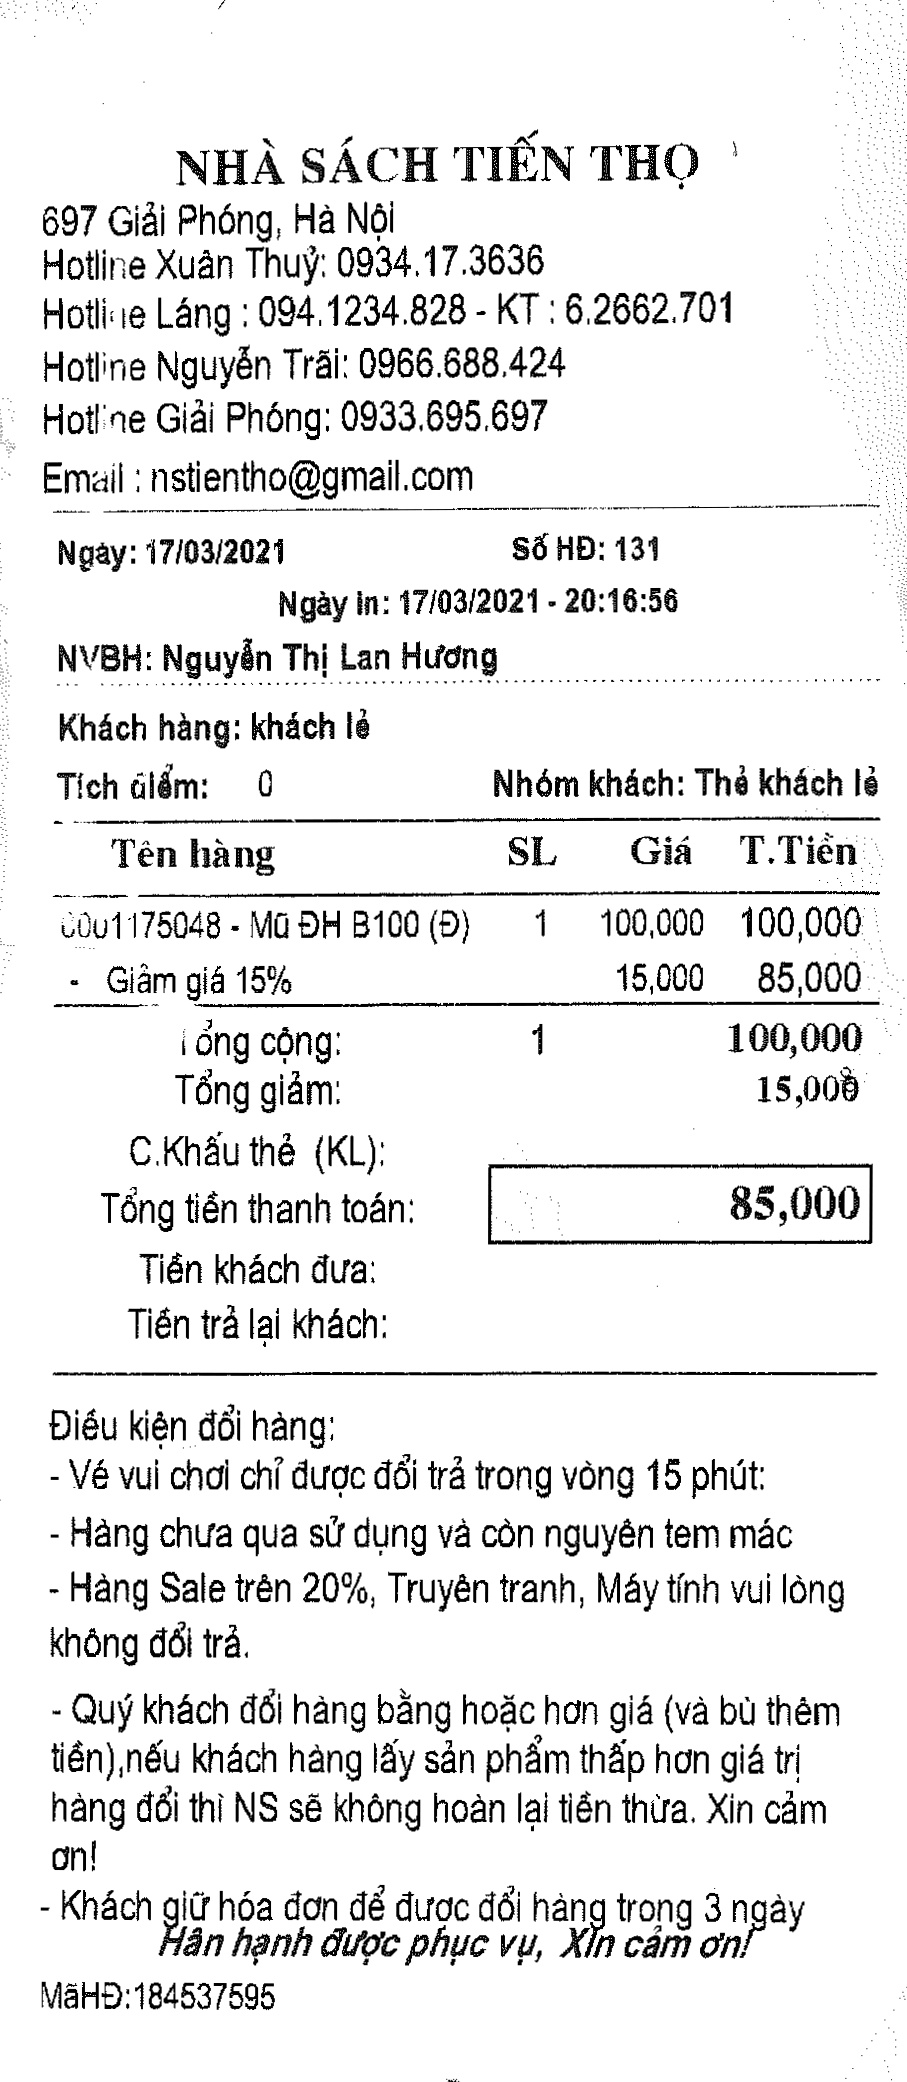 NHÀ SÁCH TIẾN THỌ
697 Giải Phóng, Hà Nội
Hotline Xuân Thuỷ: 0934.17.3636
Hotline Láng : 094.1234.828 - KT : 6.2662.701
Hotline Nguyễn Trãi: 0966.688.424
Hotline Giải Phóng: 0933.695.697
Email : nstientho@gmail.com
Ngày: 17/03/2021 Số HĐ: 131
Ngày in: 17/03/2021 - 20:16:56
NVBH: Nguyễn Thị Lan Hương
Khách hàng: khách lẻ
Tích điểm: 0 Nhóm khách: Thẻ khách lẻ
Tên hàng SL Giá T.Tiền
0001175048 - Mũ ĐH B100 (Đ) 1 100,000 100,000
- Giảm giá 15% 15,000 85,000
Tổng cộng: 1 100,000
Tổng giảm: 15,000
C.Khấu thẻ (KL):
Tổng tiền thanh toán: 85,000
Tiền khách đưa:
Tiền trả lại khách:
Điều kiện đổi hàng:
- Vé vui chơi chỉ được đổi trả trong vòng 15 phút:
- Hàng chưa qua sử dụng và còn nguyên tem mác
- Hàng Sale trên 20%, Truyện tranh, Máy tính vui lòng
không đổi trả.
- Quý khách đổi hàng bằng hoặc hơn giá (và bù thêm
tiền),nếu khách hàng lấy sản phẩm thấp hơn giá trị
hàng đổi thì NS sẽ không hoàn lại tiền thừa. Xin cảm
ơn!
- Khách giữ hóa đơn để được đổi hàng trong 3 ngày
Hân hạnh được phục vụ, Xin cảm ơn!
MãHĐ:184537595